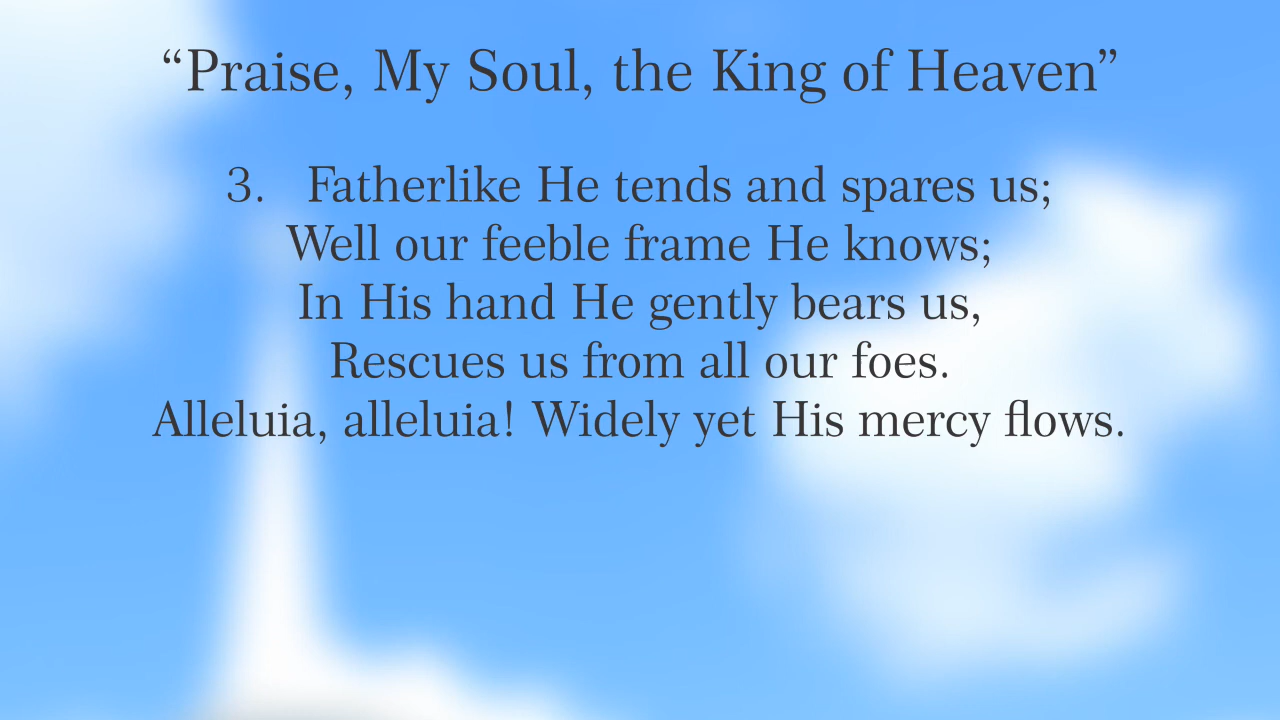 “Praise, My Soul, the King of Heaven”
3. Fatherlike He tends and spares us;
Well our feeble frame He knows;
In His hand He gently bears us,
Rescues us from all our foes.
Alleluia, alleluia! Widely yet His mercy flows.